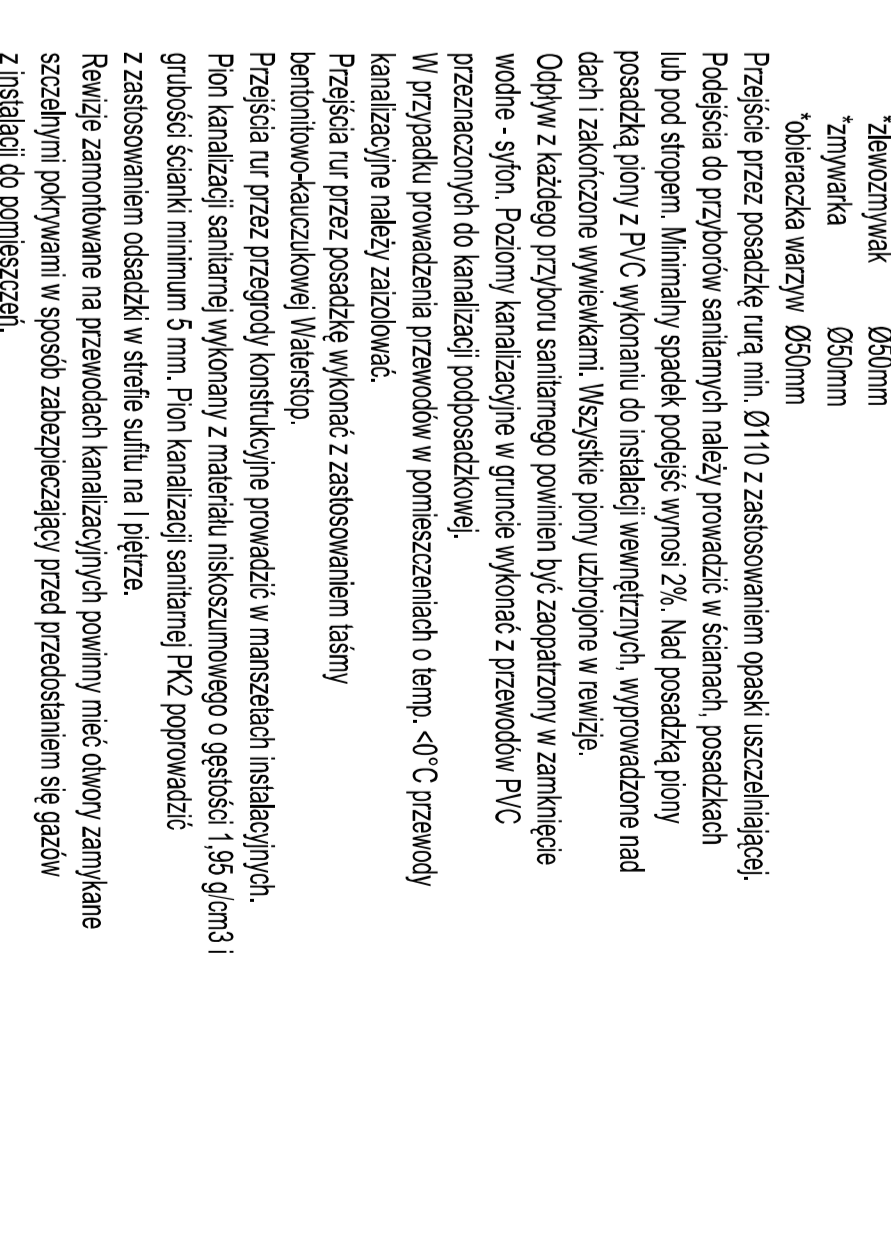 *zlewozmywak Ø50mm
*zmywarka Ø50mm
*obieraczka warzyw Ø50mm
Przejście przez posadzkę rurą min. Ø110 z zastosowaniem opaski uszczelniającej.
Podejścia do przyborów sanitarnych należy prowadzić w ścianach, posadzkach
lub pod stropem. Minimalny spadek podejść wynosi 2%. Nad posadzką piony
posadzką piony z PVC wykonaniu do instalacji wewnętrznych, wyprowadzone nad
dach i zakończone wywiewkami. Wszystkie piony uzbrojone w rewizje.
Odpływ z każdego przyboru sanitarnego powinien być zaopatrzony w zamknięcie
wodne - syfon. Poziomy kanalizacyjne w gruncie wykonać z przewodów PVC
przeznaczonych do kanalizacji podposadzkowej.
W przypadku prowadzenia przewodów w pomieszczeniach o temp. <0°C przewody
kanalizacyjne należy zaizolować.
Przejścia rur przez posadzkę wykonać z zastosowaniem taśmy
bentonitowo-kauczukowej Waterstop.
Przejścia rur przez przegrody konstrukcyjne prowadzić w manszetach instalacyjnych.
Pion kanalizacji sanitarnej wykonany z materiału niskoszumowego o gęstości 1,95 g/cm3 i
grubości ścianki minimum 5 mm. Pion kanalizacji sanitarnej PK2 poprowadzić
z zastosowaniem odsadzki w strefie sufitu na I piętrze.
Rewizje zamontowane na przewodach kanalizacyjnych powinny mieć otwory zamykane
szczelnymi pokrywami w sposób zabezpieczający przed przedostaniem się gazów
z instalacji do pomieszczeń.